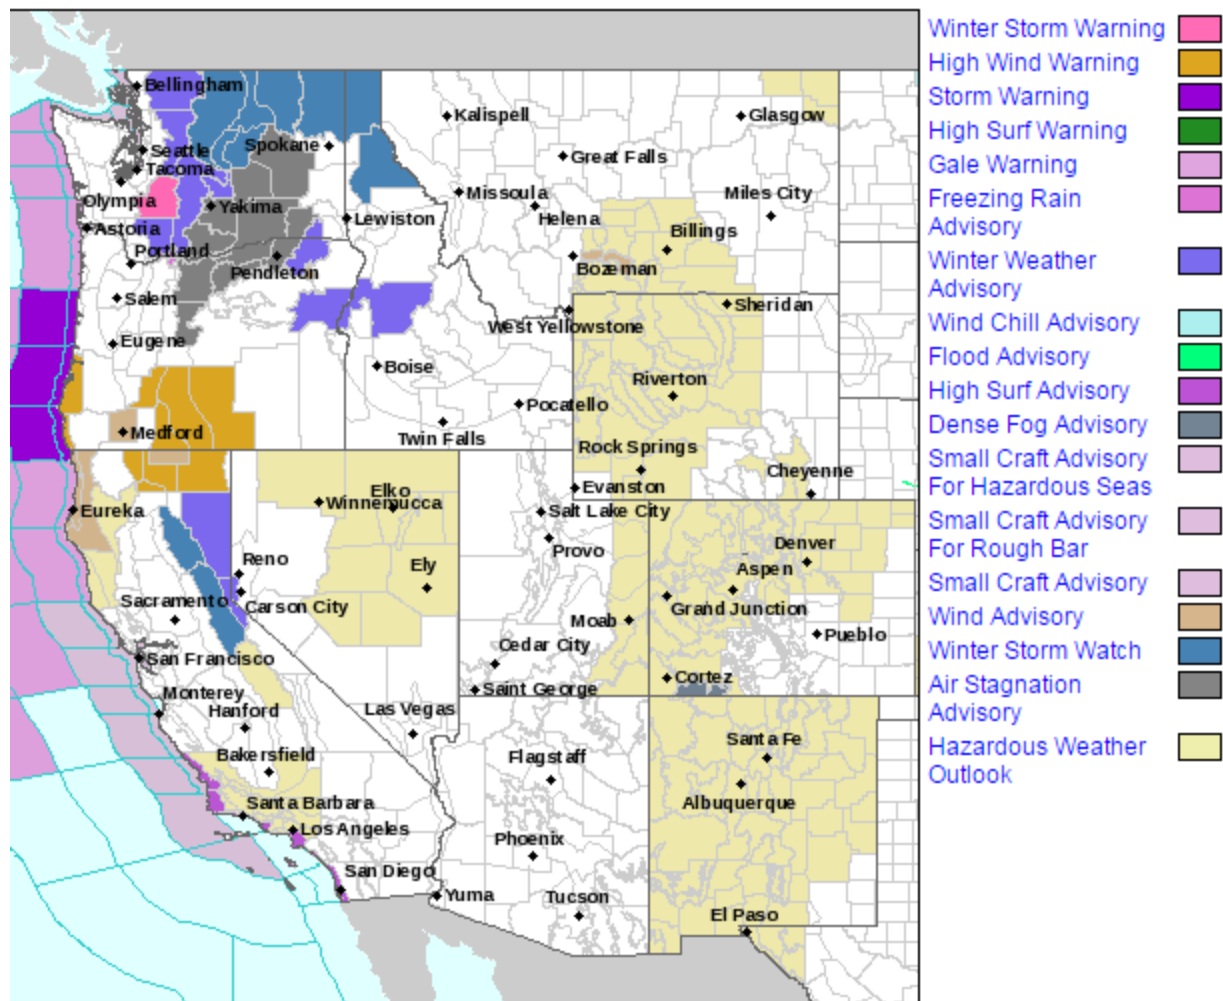 Winter Storm Warning
High Wind Warning
Storm Warning
High Surf Warning
Gale Warning
Freezing Rain
Advisory
Winter Weather
Advisory
Wind Chill Advisory
Flood Advisory
High Surf Advisory
Dense Fog Advisory
Small Craft Advisory
For Hazardous Seas
Small Craft Advisory
For Rough Bar
Small Craft Advisory
Wind Advisory
Winter Storm Watch
Air Stagnation
Advisory
Hazardous Weather
Outlook
Bellingham
Kalispell
Glasgow
Seattle
Spokane
Great Falls
Tacoma
Missoula
Miles City
Olympia
Yakima
Lewiston
Helena
Astoria
Billings
Portland
Pendleton
Bozeman
Salem
Sheridan
West Yellowstone
Eugene
Boise
Riverton
Pocatello
Medford
Twin Falls
Rock Springs
Cheyenne
Elko
Evanston
Winnemucca
Eureka
Salt Lake City
Provo
Denver
Reno
Ely
Aspen
Sacramento
Carson City
Grand Junction
Moab
Pueblo
Cedar City
San Francisco
Cortez
Saint George
Monterey
Hanford
Las Vegas
Santa Fe
Bakersfield
Flagstaff
Albuquerque
Santa Barbara
Los Angeles
Phoenix
San Diego
Yuma
Tucson
El Paso